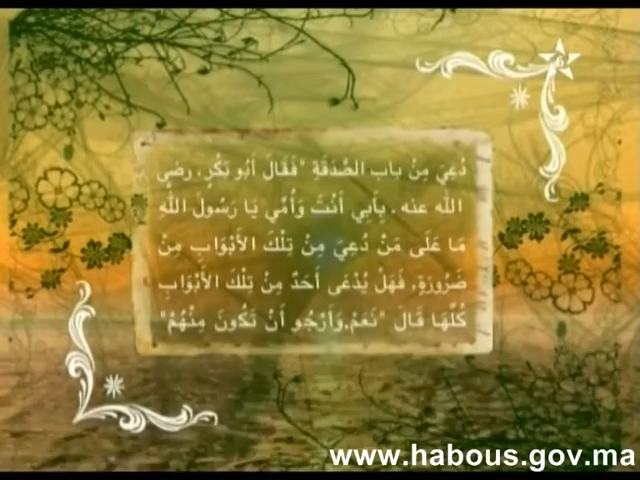 دُعِيَ مِنْ باب الصَّدَقَةِ "فَقَالَ أَبُو بَكْرٍ، رضي
الله عنه ـ بِأَبِي أَنْتَ وَأُمِّي يَا رَسُولَ اللَّهِ
مَا عَلَى مَنْ دُعِيَ مِنْ تِلْكَ الأَبْوَابِ مِنْ
ضَرُورَةٍ، فَهَلْ يُدْعَى أَحَدٌ مِنْ تِلْكَ الأَبْوَابِ
كُلِّهَا قَالَ "نَعَمْ،وَأَرْجُو أَنْ تَكُونَ مِنْهُمْ"
www.habous.gov.ma